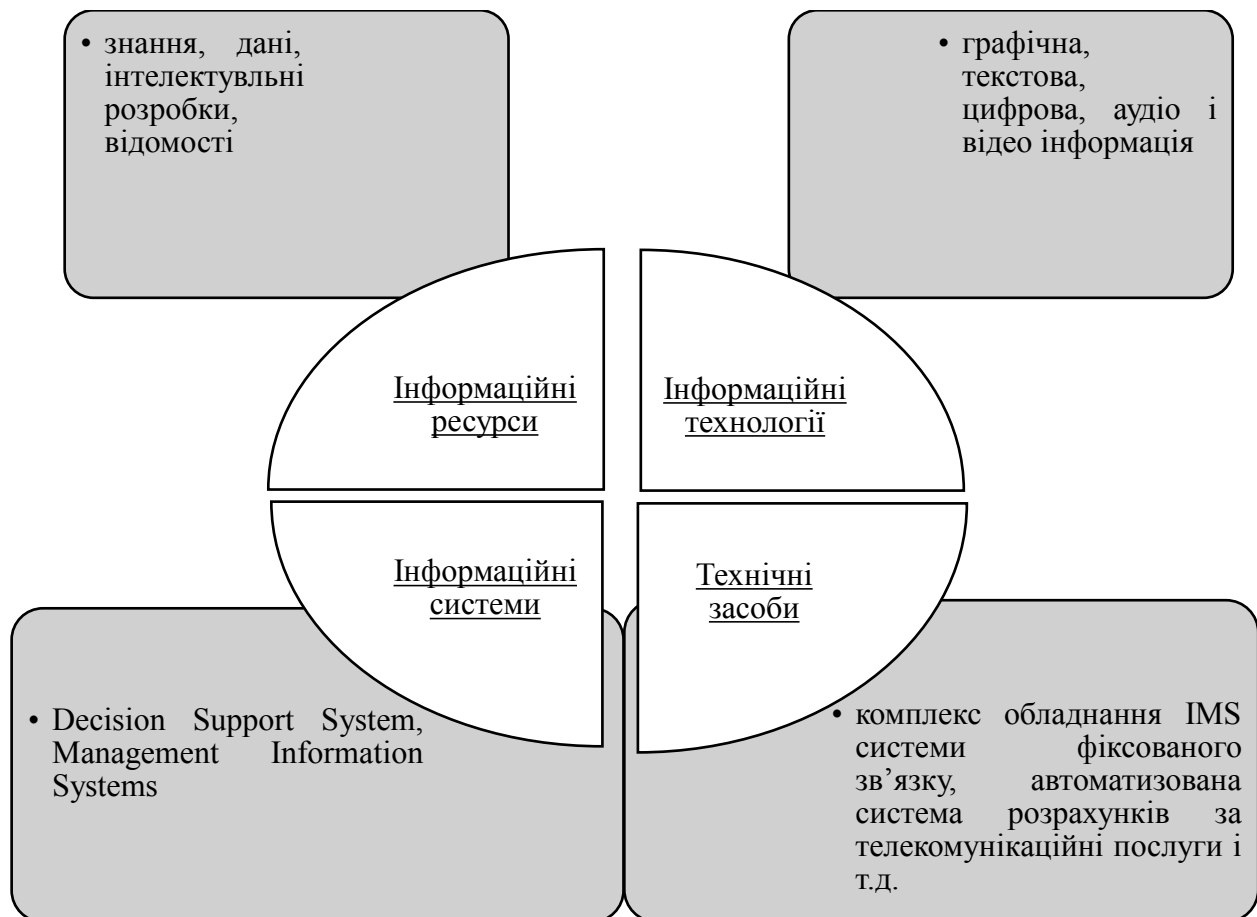 • знання, дані,
інтелектувльні
розробки,
відомості
• графічна,
текстова,
цифрова, аудіо і
відео інформація
Інформаційні
ресурси
Інформаційні
технології
Інформаційні
системи
Технічні
засоби
• Decision Support System,
Management Information
Systems
• комплекс обладнання IMS
системи фіксованого
зв’язку, автоматизована
система розрахунків за
телекомунікаційні послуги і
т.д.